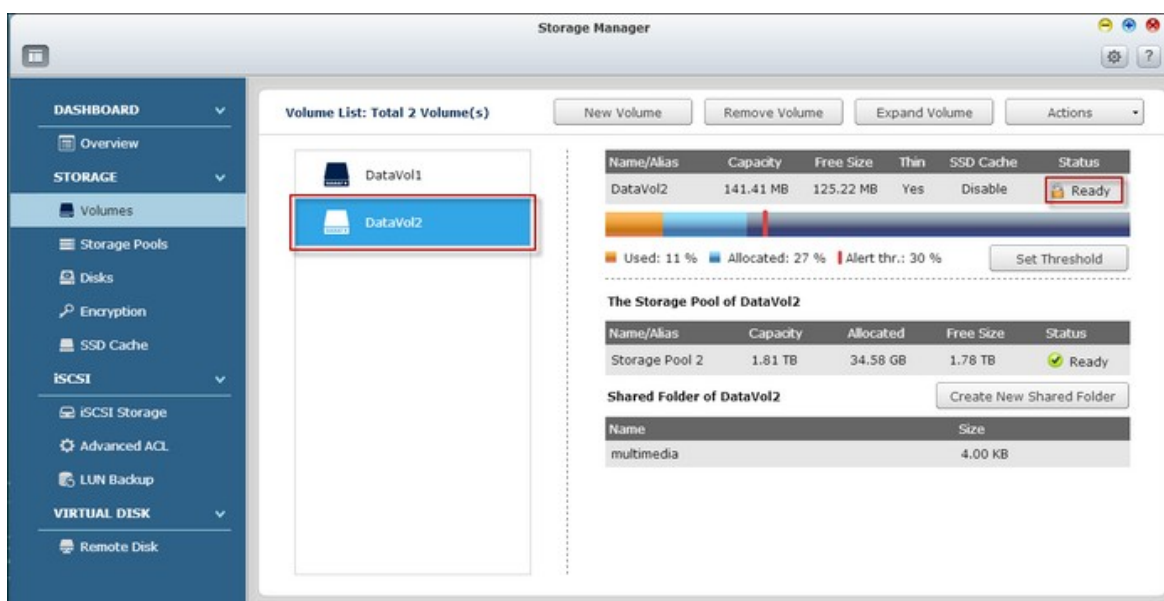 Storage Manager
?
DASHBOARD
Overview
STORAGE
Volumes
Storage Pools
Disks
Encryption
SSD Cache
iSCSI
iSCSI Storage
Advanced ACL
LUN Backup
VIRTUAL DISK
Remote Disk
Volume List: Total 2 Volume(s)
New Volume Remove Volume Expand Volume Actions
DataVol1
DataVol2
Name/Alias Capacity Free Size Thin SSD Cache Status
DataVol2 141.41 MB 125.22 MB Yes Disable Ready
Used: 11 % Allocated: 27 % Alert thr.: 30 % Set Threshold
The Storage Pool of DataVol2
Name/Alias Capacity Allocated Free Size Status
Storage Pool 2 1.81 TB 34.58 GB 1.78 TB Ready
Shared Folder of DataVol2 Create New Shared Folder
Name Size
multimedia 4.00 KB